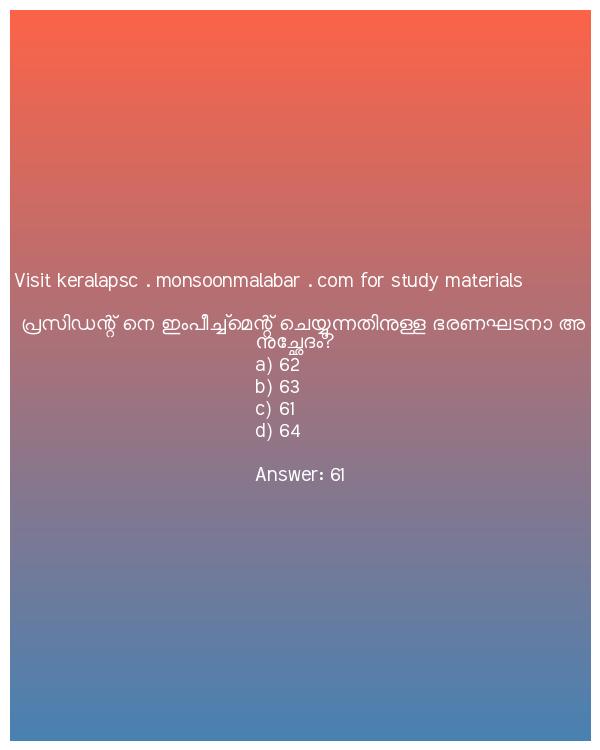 Visit keralapsc . monsoonmalabar . com for study materials
പ്രസിഡന്റ് നെ ഇംപീച്ച്മെന്റ് ചെയ്യുന്നതിനുള്ള ഭരണഘടനാ അ
നുച്ഛേദം?
a) 62
b) 63
c) 61
d) 64
Answer: 61